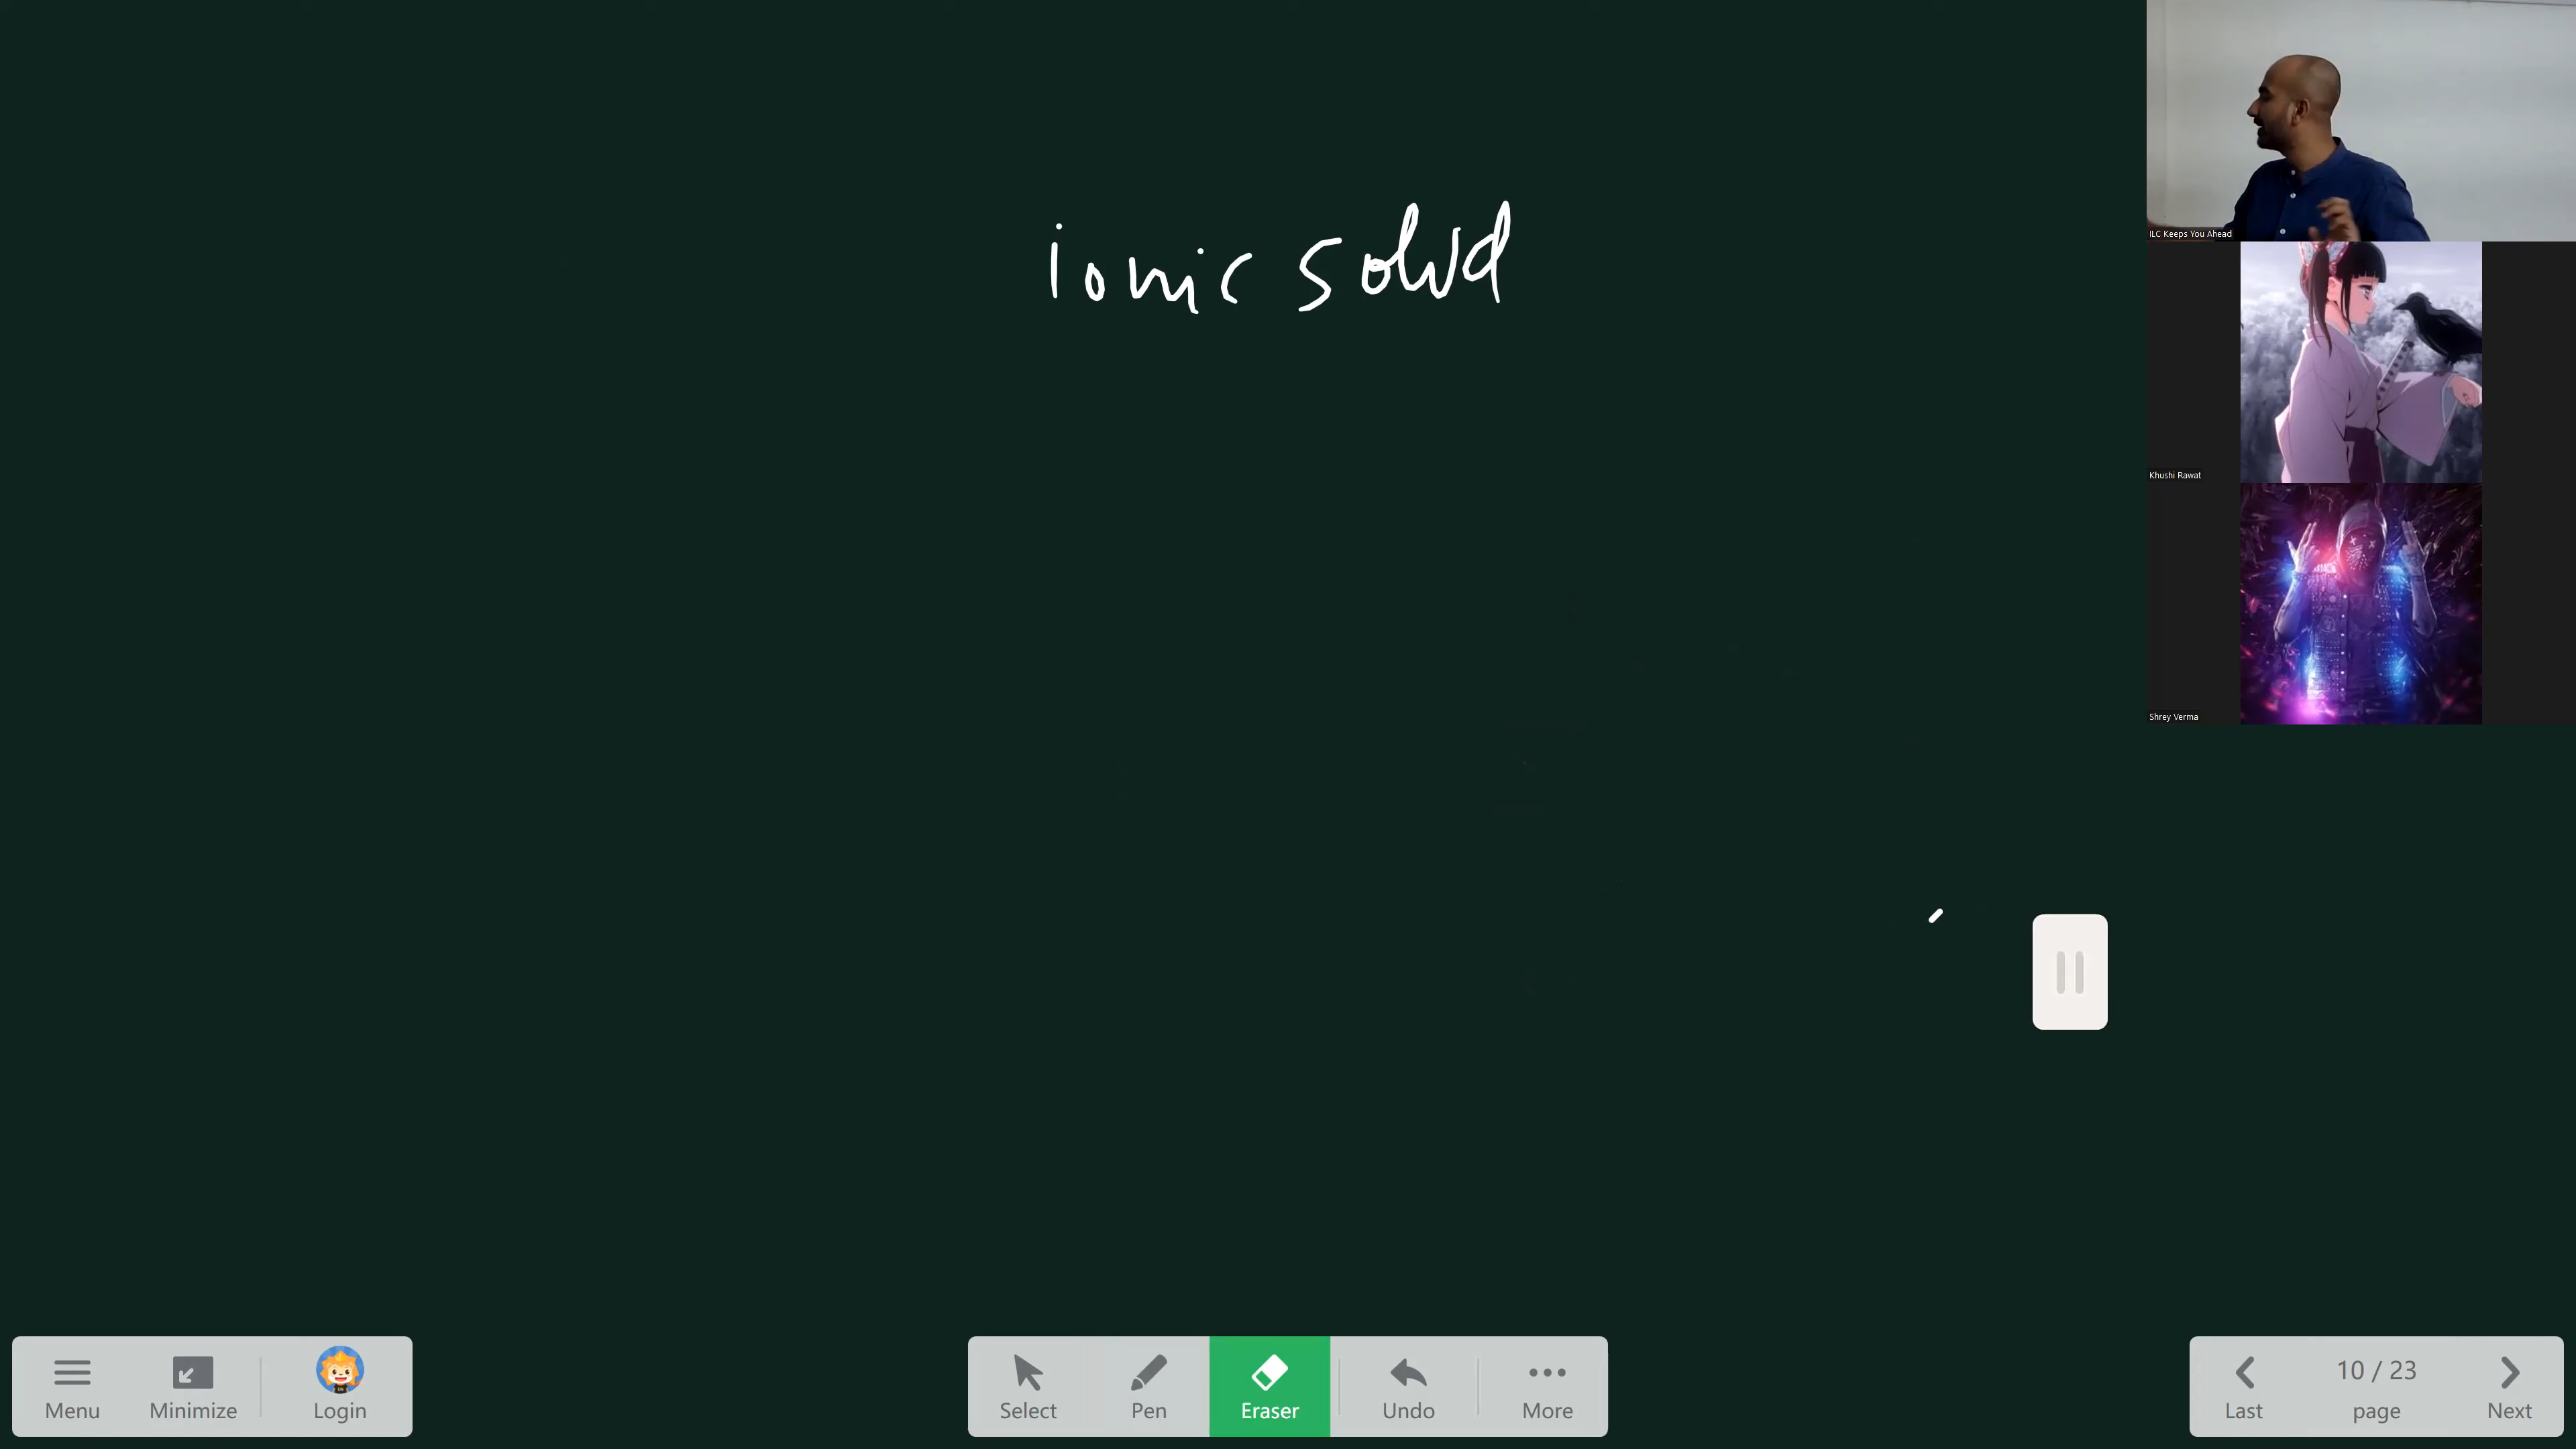 ionic solid
ILC Keeps You Ahead
Khushi Rawat
Shrey Verma
Menu
Minimize
Login
Select
Pen
Eraser
Undo
More
Last
10 / 23
page
Next